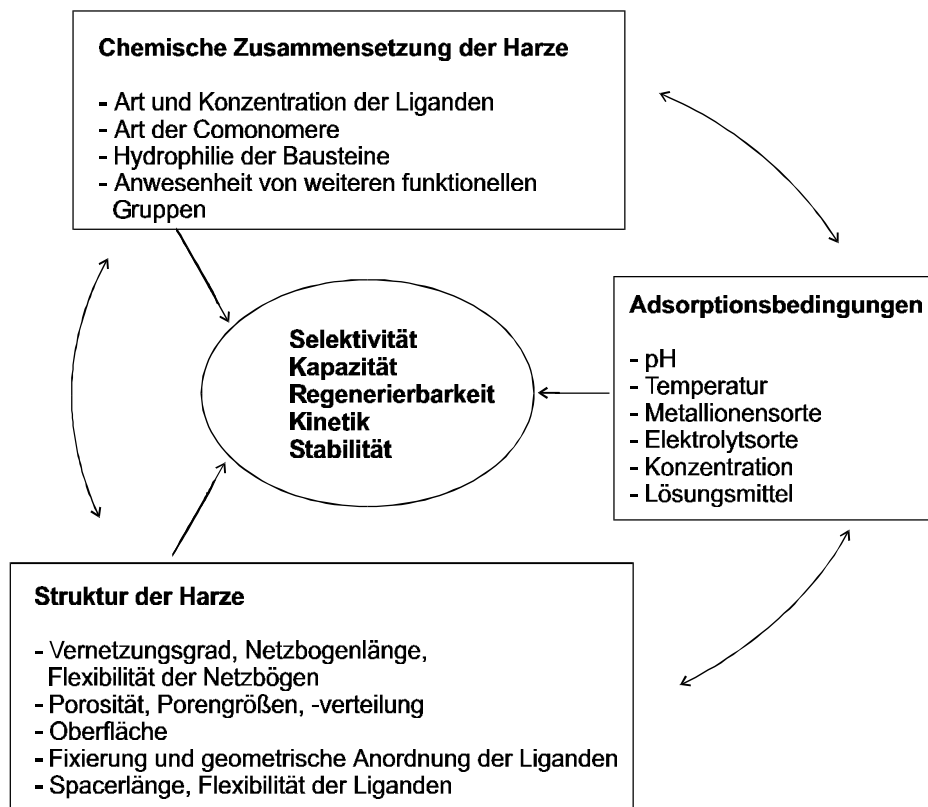 Chemische Zusammensetzung der Harze
- Art und Konzentration der Liganden
- Art der Comonomere
- Hydrophilie der Bausteine
- Anwesenheit von weiteren funktionellen
Gruppen
Selektivität
Kapazität
Regenerierbarkeit
Kinetik
Stabilität
Adsorptionsbedingungen
- pH
- Temperatur
- Metallionensorte
- Elektrolytsorte
- Konzentration
- Lösungsmittel
Struktur der Harze
- Vernetzungsgrad, Netzbogenlänge,
Flexibilität der Netzbögen
- Porosität, Porengrößen, -verteilung
- Oberfläche
- Fixierung und geometrische Anordnung der Liganden
- Spacerlänge, Flexibilität der Liganden